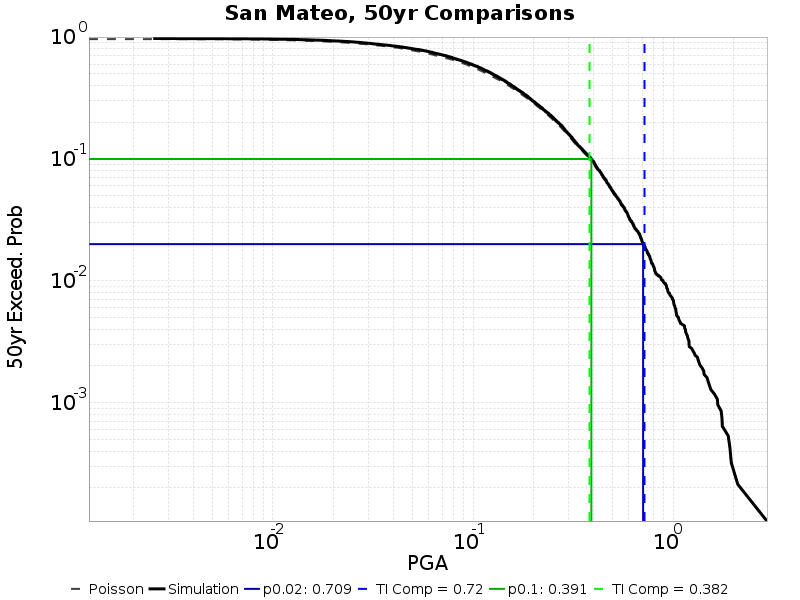 San Mateo, 50yr Comparisons
10^0
10^-1
10^-2
10^-3
50yr Exceed. Prob
10^-2 10^-1 10^0
PGA
Poisson Simulation p0.02: 0.709 TI Comp = 0.72 p0.1: 0.391 TI Comp = 0.382